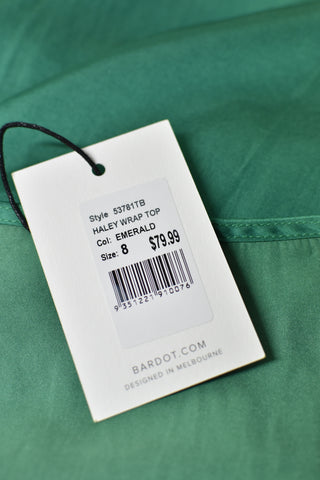 Style 53781TB
HALEY WRAP TOP
Col: EMERALD
Size: 8 $79.99
9 351221 910076
BARDOT.COM
DESIGNED IN MELBOURNE